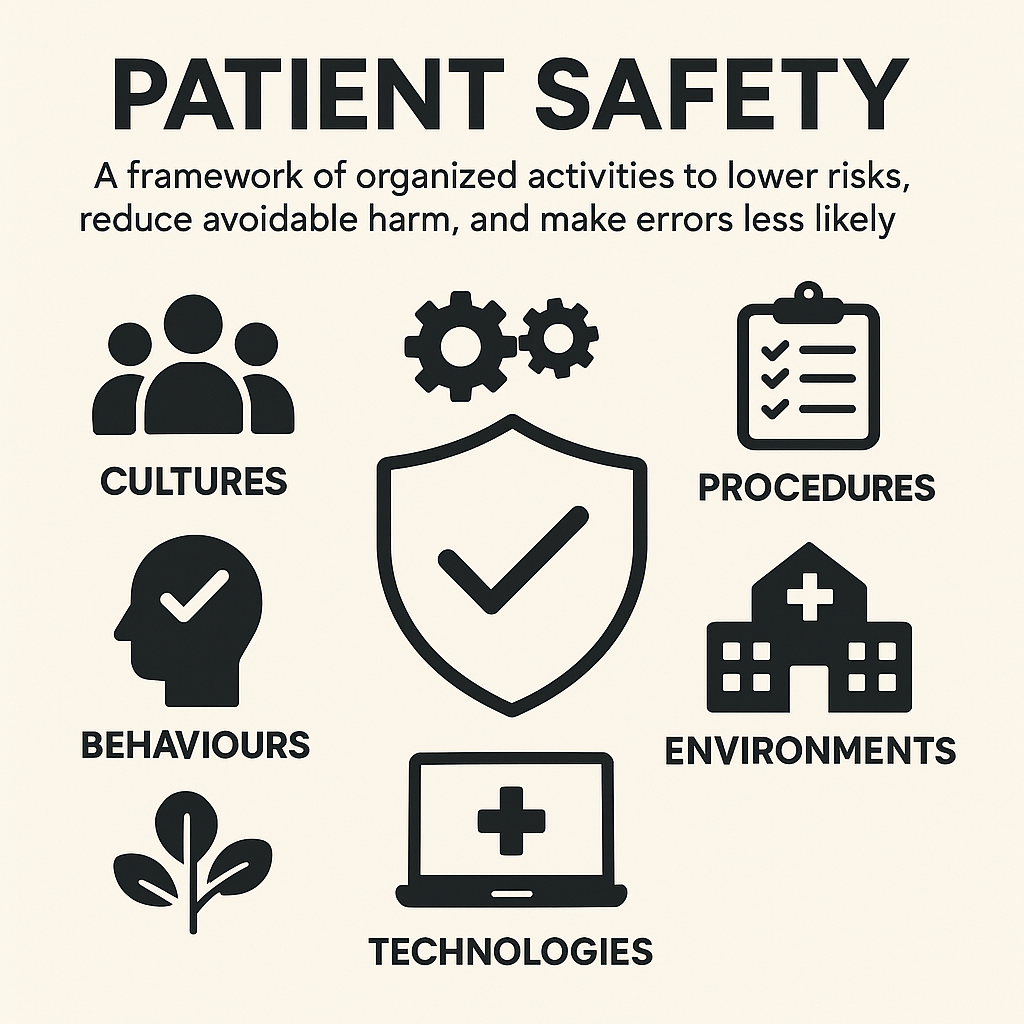 PATIENT SAFETY
A framework of organized activities to lower risks,
reduce avoidable harm, and make errors less likely
CULTURES
PROCEDURES
BEHAVIOURS
ENVIRONMENTS
TECHNOLOGIES